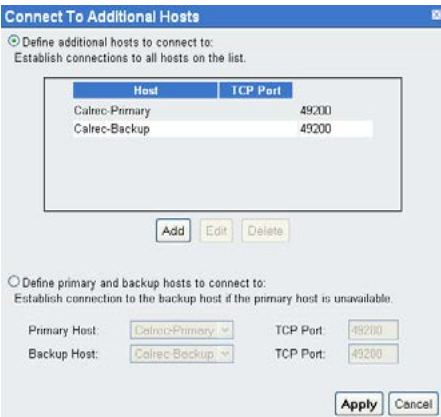 Connect To Additional Hosts
Define additional hosts to connect to:
Establish connections to all hosts on the list.
Host TCP Port
Calrec-Primary 49200
Calrec-Backup 49200
Add Edit Delete
Define primary and backup hosts to connect to:
Establish connection to the backup host if the primary host is unavailable.
Primary Host: Calrec-Primary TCP Port: 49200
Backup Host: Calrec-Backup TCP Port: 49200
Apply Cancel